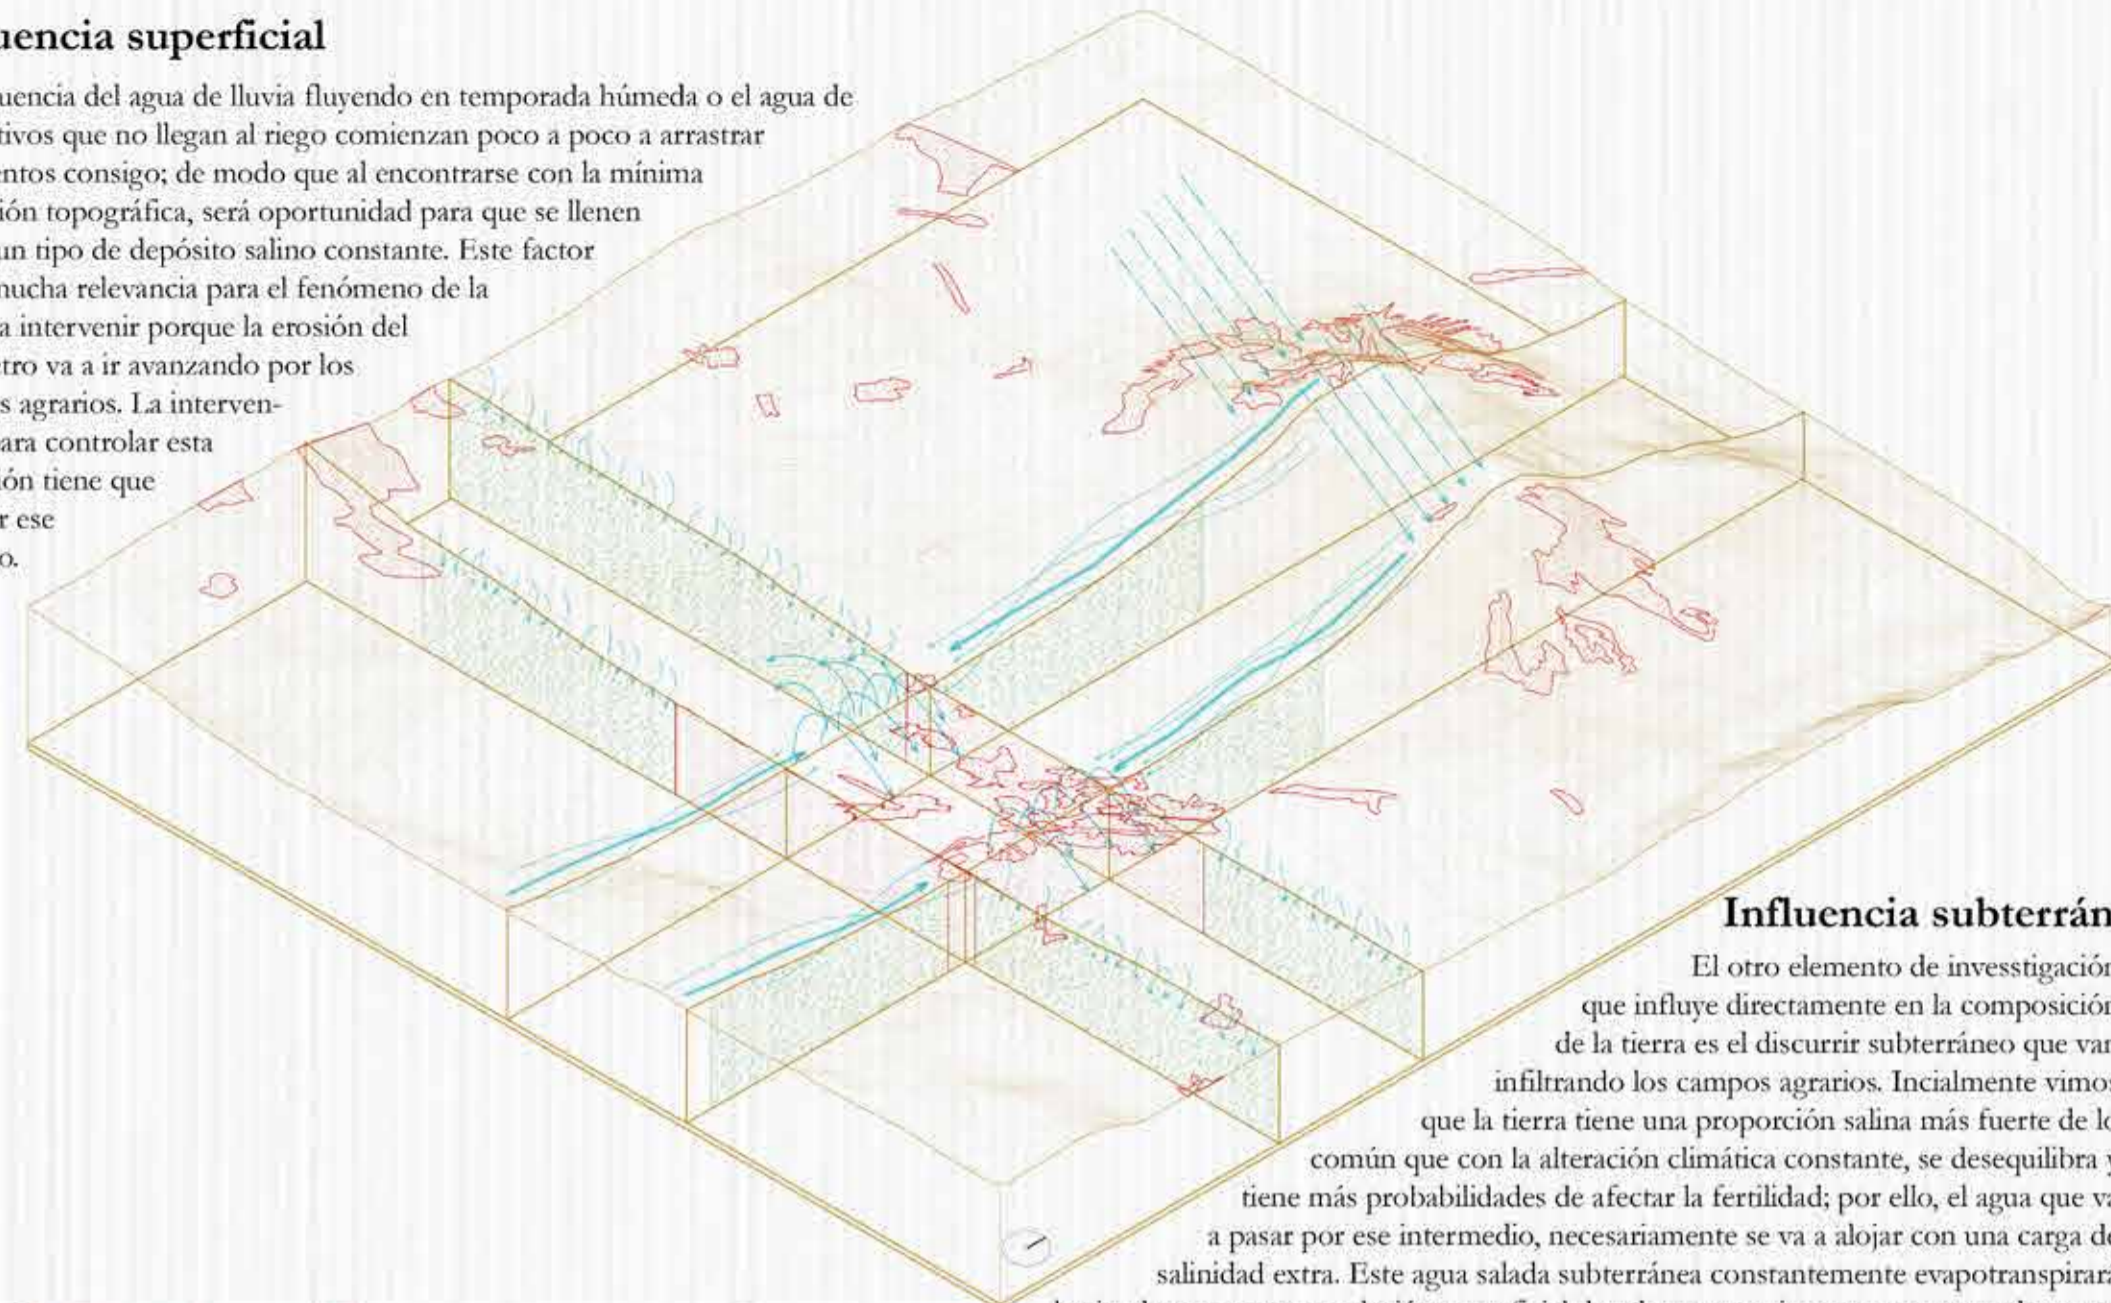 uencia superficial
uencia del agua de lluvia fluyendo en temporada húmeda o el agua de
tivos que no llegan al riego comienzan poco a poco a arrastrar
entos consigo; de modo que al encontrarse con la mínima
ión topográfica, será oportunidad para que se llenen
un tipo de depósito salino constante. Este factor
mucha relevancia para el fenómeno de la
a intervenir porque la erosión del
etro va a ir avanzando por los
s agrarios. La interven-
ara controlar esta
ión tiene que
r ese
o.
Influencia subterrán
El otro elemento de invesstigación
que influye directamente en la composición
de la tierra es el discurrir subterráneo que van
infiltrando los campos agrarios. Incialmente vimos
que la tierra tiene una proporción salina más fuerte de lo
común que con la alteración climática constante, se desequilibra y
tiene más probabilidades de afectar la fertilidad; por ello, el agua que va
a pasar por ese intermedio, necesariamente se va a alojar con una carga de
salinidad extra. Este agua salada subterránea constantemente evapotranspirará